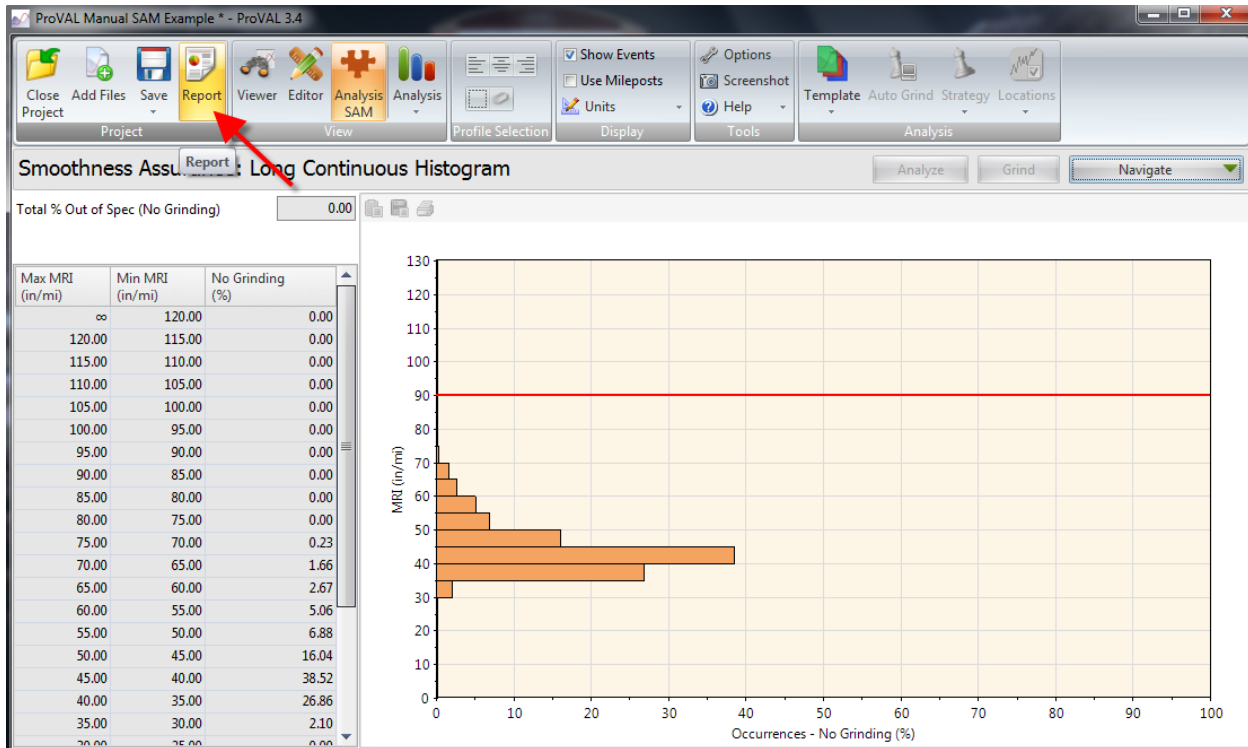 ProVAL Manual SAM Example * - ProVAL 3.4
Close Project
Add Files
Save
Report
Viewer
Editor
Analysis SAM
Analysis
Show Events
Use Mileposts
Units
Options
Screenshot
Help
Template
Auto Grind
Strategy
Locations
Project
View
Profile Selection
Display
Tools
Analysis
Report
Smoothness Assu : Long Continuous Histogram
Analyze
Grind
Navigate
Total % Out of Spec (No Grinding) 0.00
Max MRI (in/mi) Min MRI (in/mi) No Grinding (%)
∞ 120.00 0.00
120.00 115.00 0.00
115.00 110.00 0.00
110.00 105.00 0.00
105.00 100.00 0.00
100.00 95.00 0.00
95.00 90.00 0.00
90.00 85.00 0.00
85.00 80.00 0.00
80.00 75.00 0.00
75.00 70.00 0.23
70.00 65.00 1.66
65.00 60.00 2.67
60.00 55.00 5.06
55.00 50.00 6.88
50.00 45.00 16.04
45.00 40.00 38.52
40.00 35.00 26.86
35.00 30.00 2.10
130
120
110
100
90
80
70
60
50
40
30
20
10
0
MRI (in/mi)
0 10 20 30 40 50 60 70 80 90 100
Occurrences - No Grinding (%)